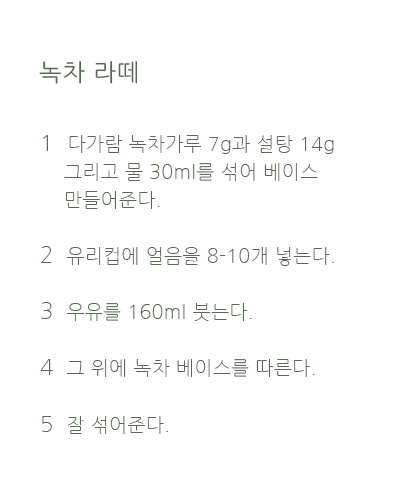 녹차 라떼
1 다가람 녹차가루 7g과 설탕 14g
그리고 물 30ml를 섞어 베이스
만들어준다.
2 유리컵에 얼음을 8-10개 넣는다.
3 우유를 160ml 붓는다.
4 그 위에 녹차 베이스를 따른다.
5 잘 섞어준다.